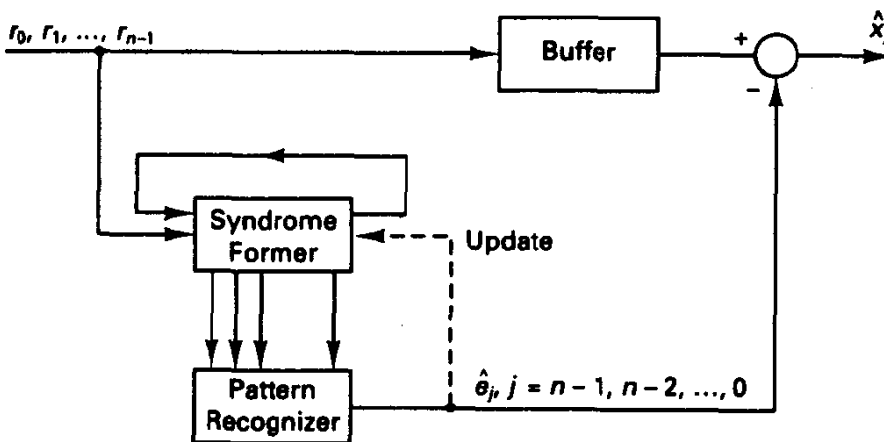 r₀, r₁, ..., rₙ₋₁
Buffer
+
x̂
−
Syndrome
Former
Update
Pattern
Recognizer
êⱼ, j = n − 1, n − 2, ..., 0